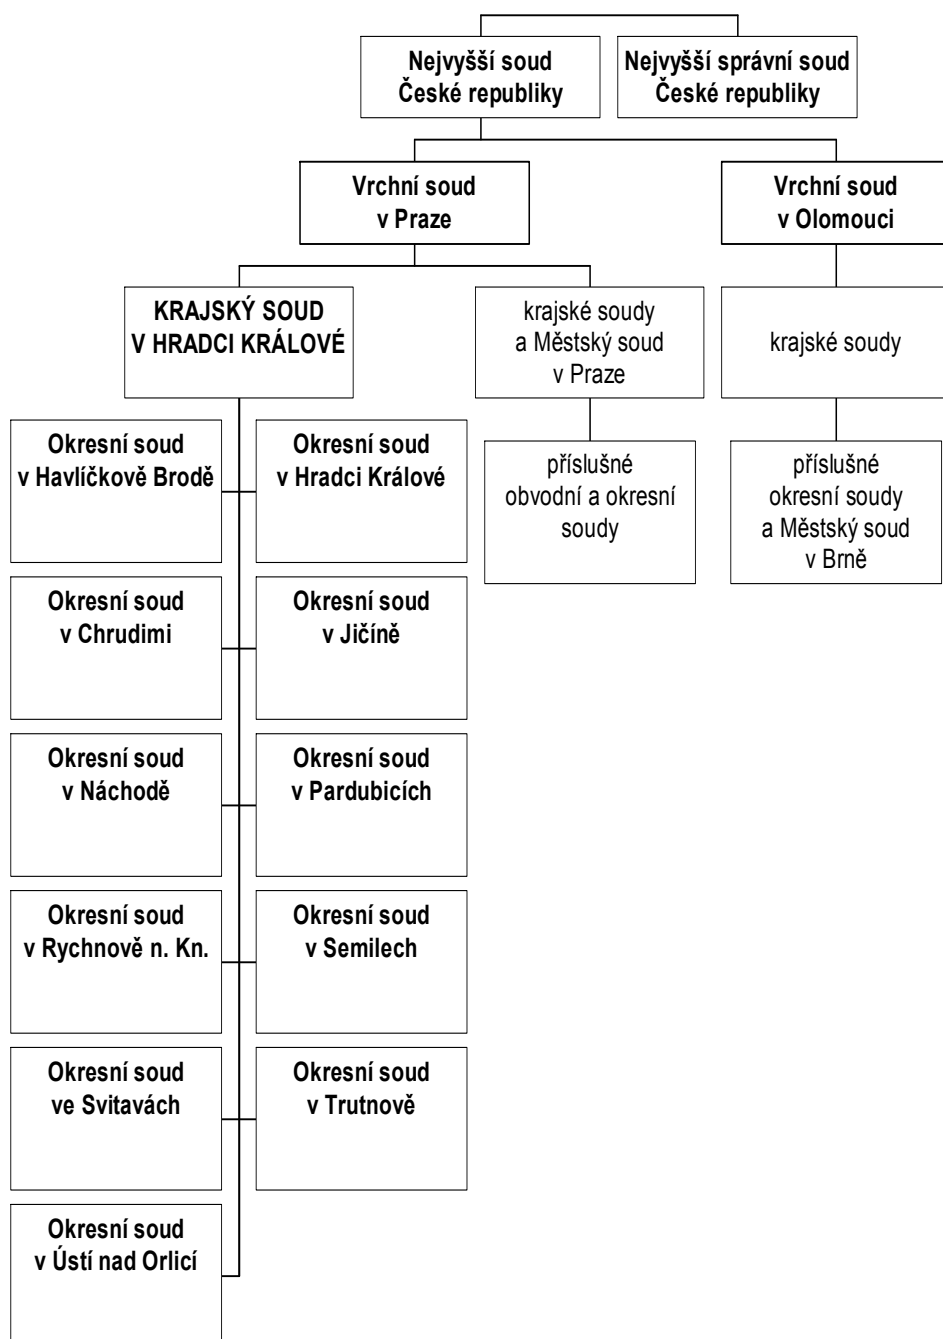 Nejvyšší soud
České republiky
Nejvyšší správní soud
České republiky
Vrchní soud
v Praze
Vrchní soud
v Olomouci
KRAJSKÝ SOUD
V HRADCI KRÁLOVÉ
krajské soudy
a Městský soud
v Praze
krajské soudy
Okresní soud
v Havlíčkově Brodě
Okresní soud
v Hradci Králové
příslušné
obvodní a okresní
soudy
příslušné
okresní soudy
a Městský soud
v Brně
Okresní soud
v Chrudimi
Okresní soud
v Jičíně
Okresní soud
v Náchodě
Okresní soud
v Pardubicích
Okresní soud
v Rychnově n. Kn.
Okresní soud
v Semilech
Okresní soud
ve Svitavách
Okresní soud
v Trutnově
Okresní soud
v Ústí nad Orlicí